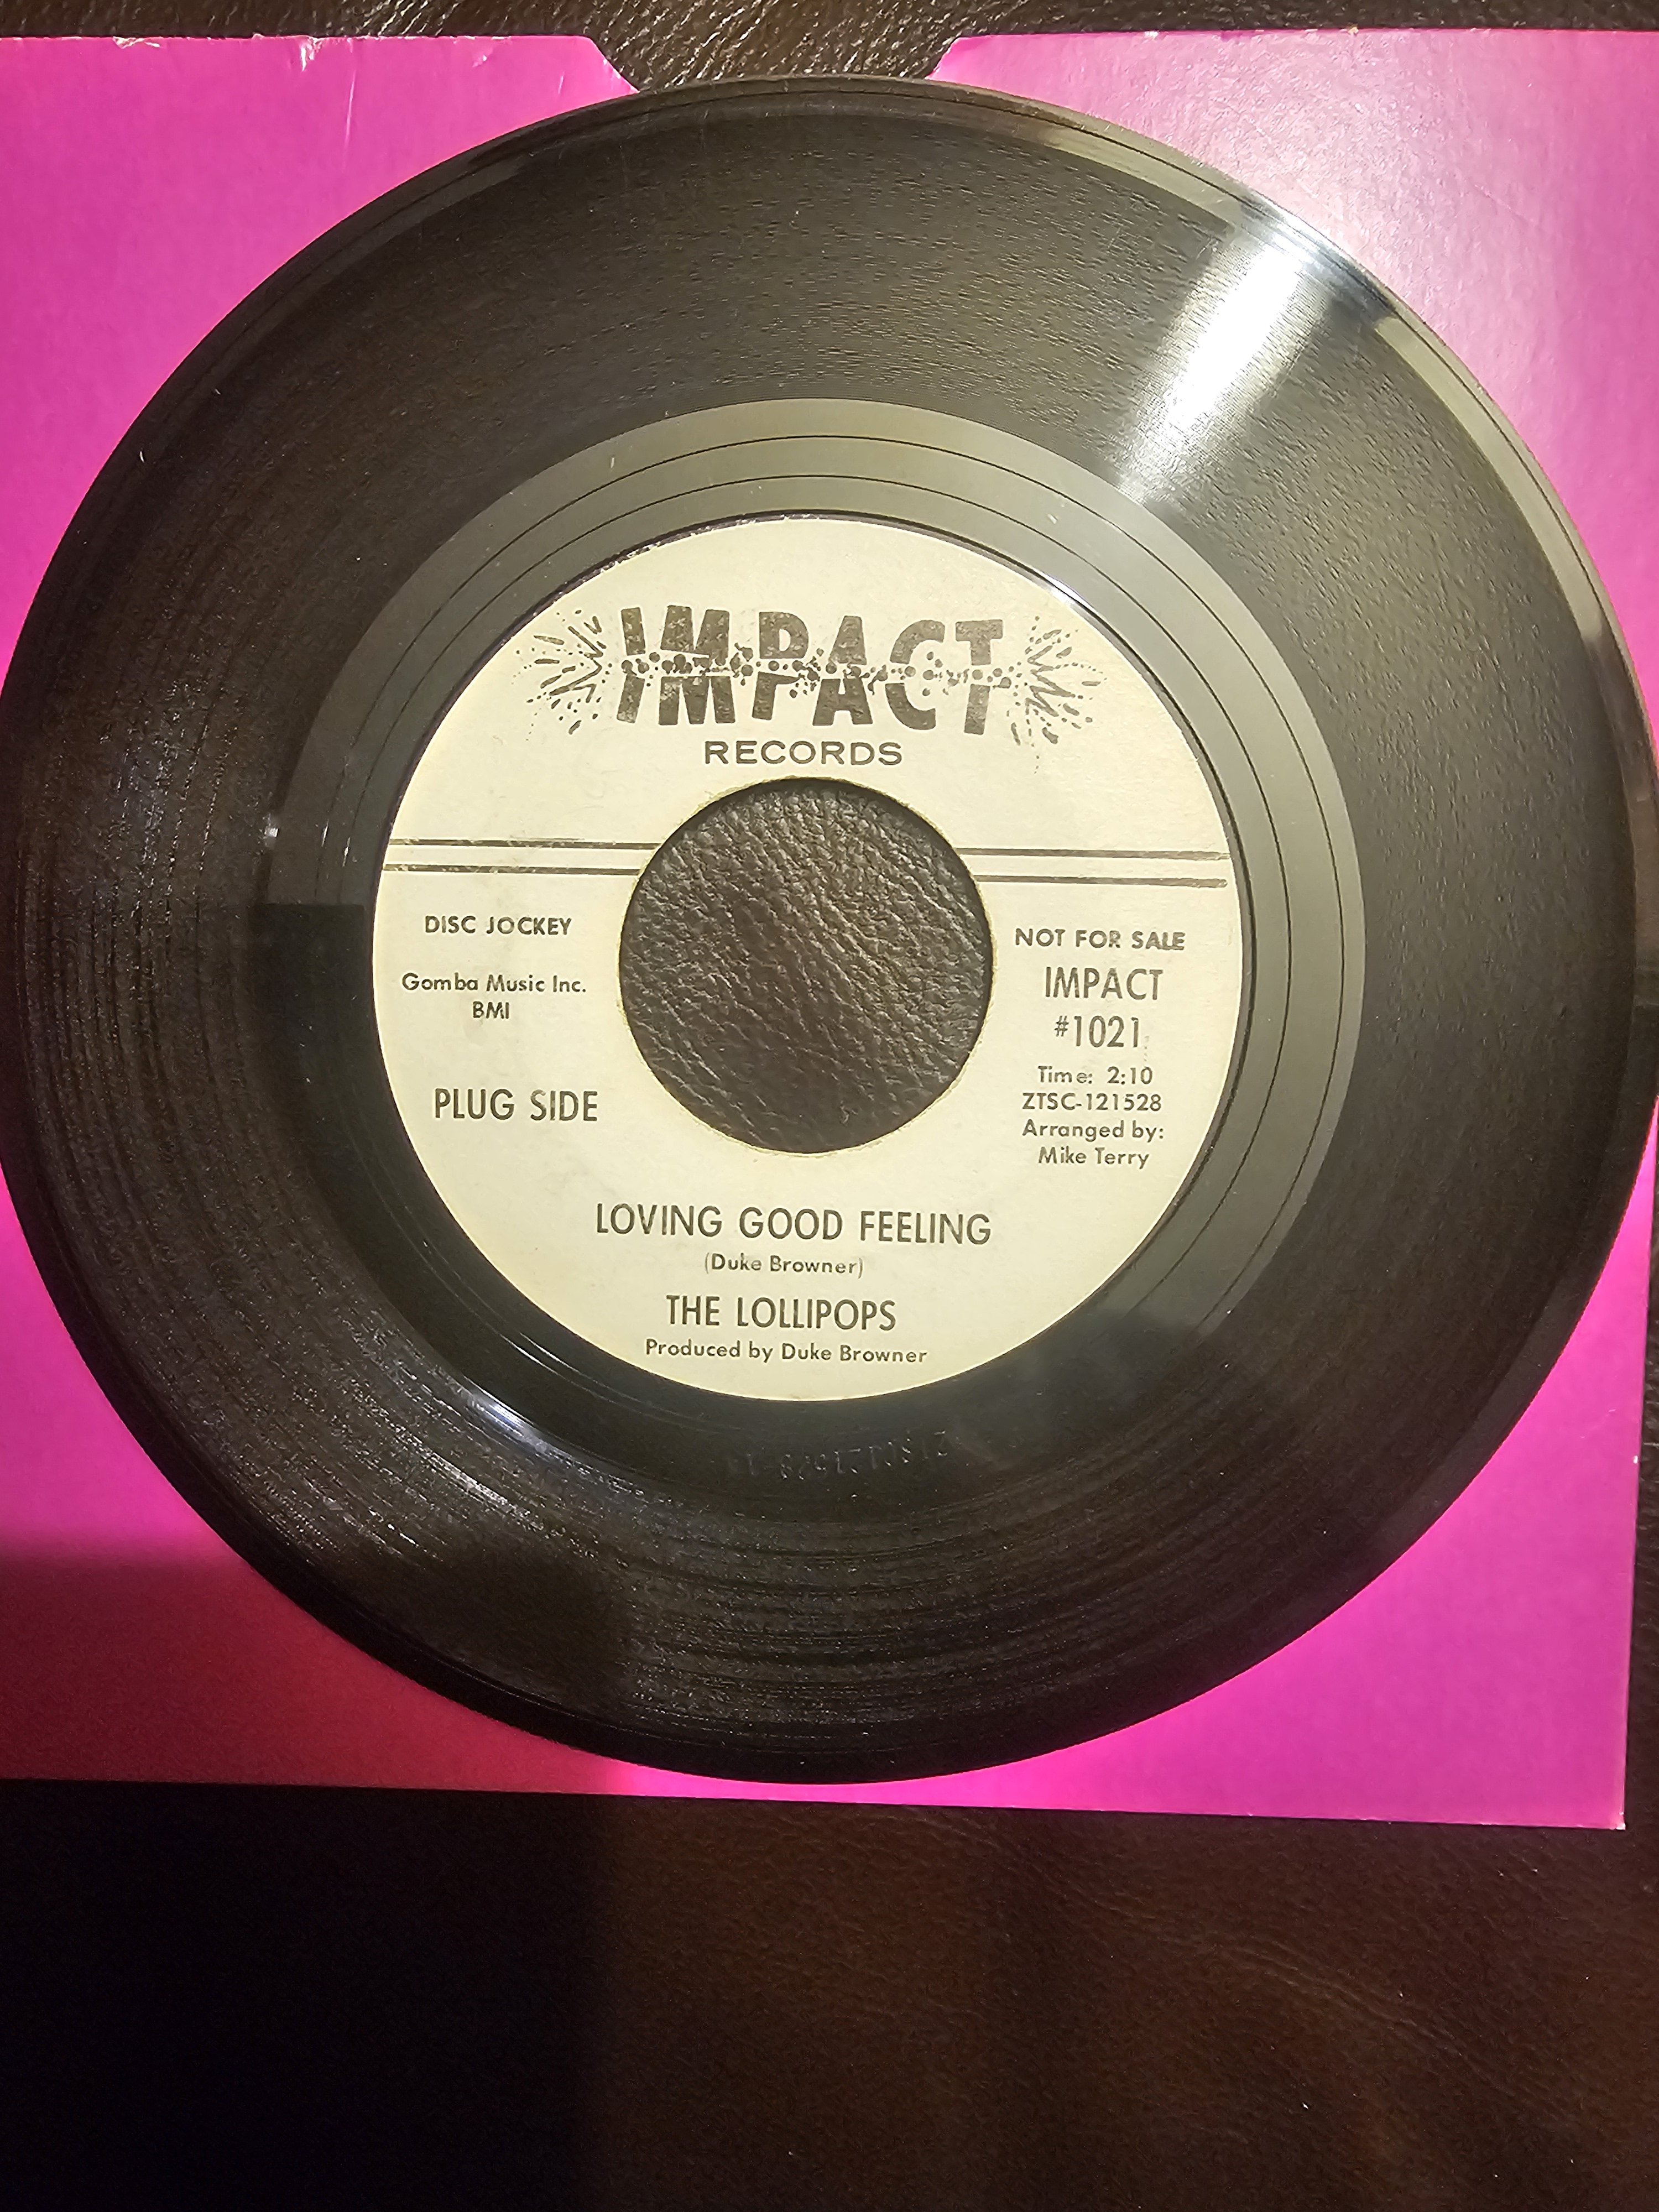 IMPACT
RECORDS
DISC JOCKEY
Gomba Music Inc.
BMI
PLUG SIDE
NOT FOR SALE
IMPACT
#1021
Time: 2:10
ZTSC-121528
Arranged by:
Mike Terry
LOVING GOOD FEELING
(Duke Browner)
THE LOLLIPOPS
Produced by Duke Browner